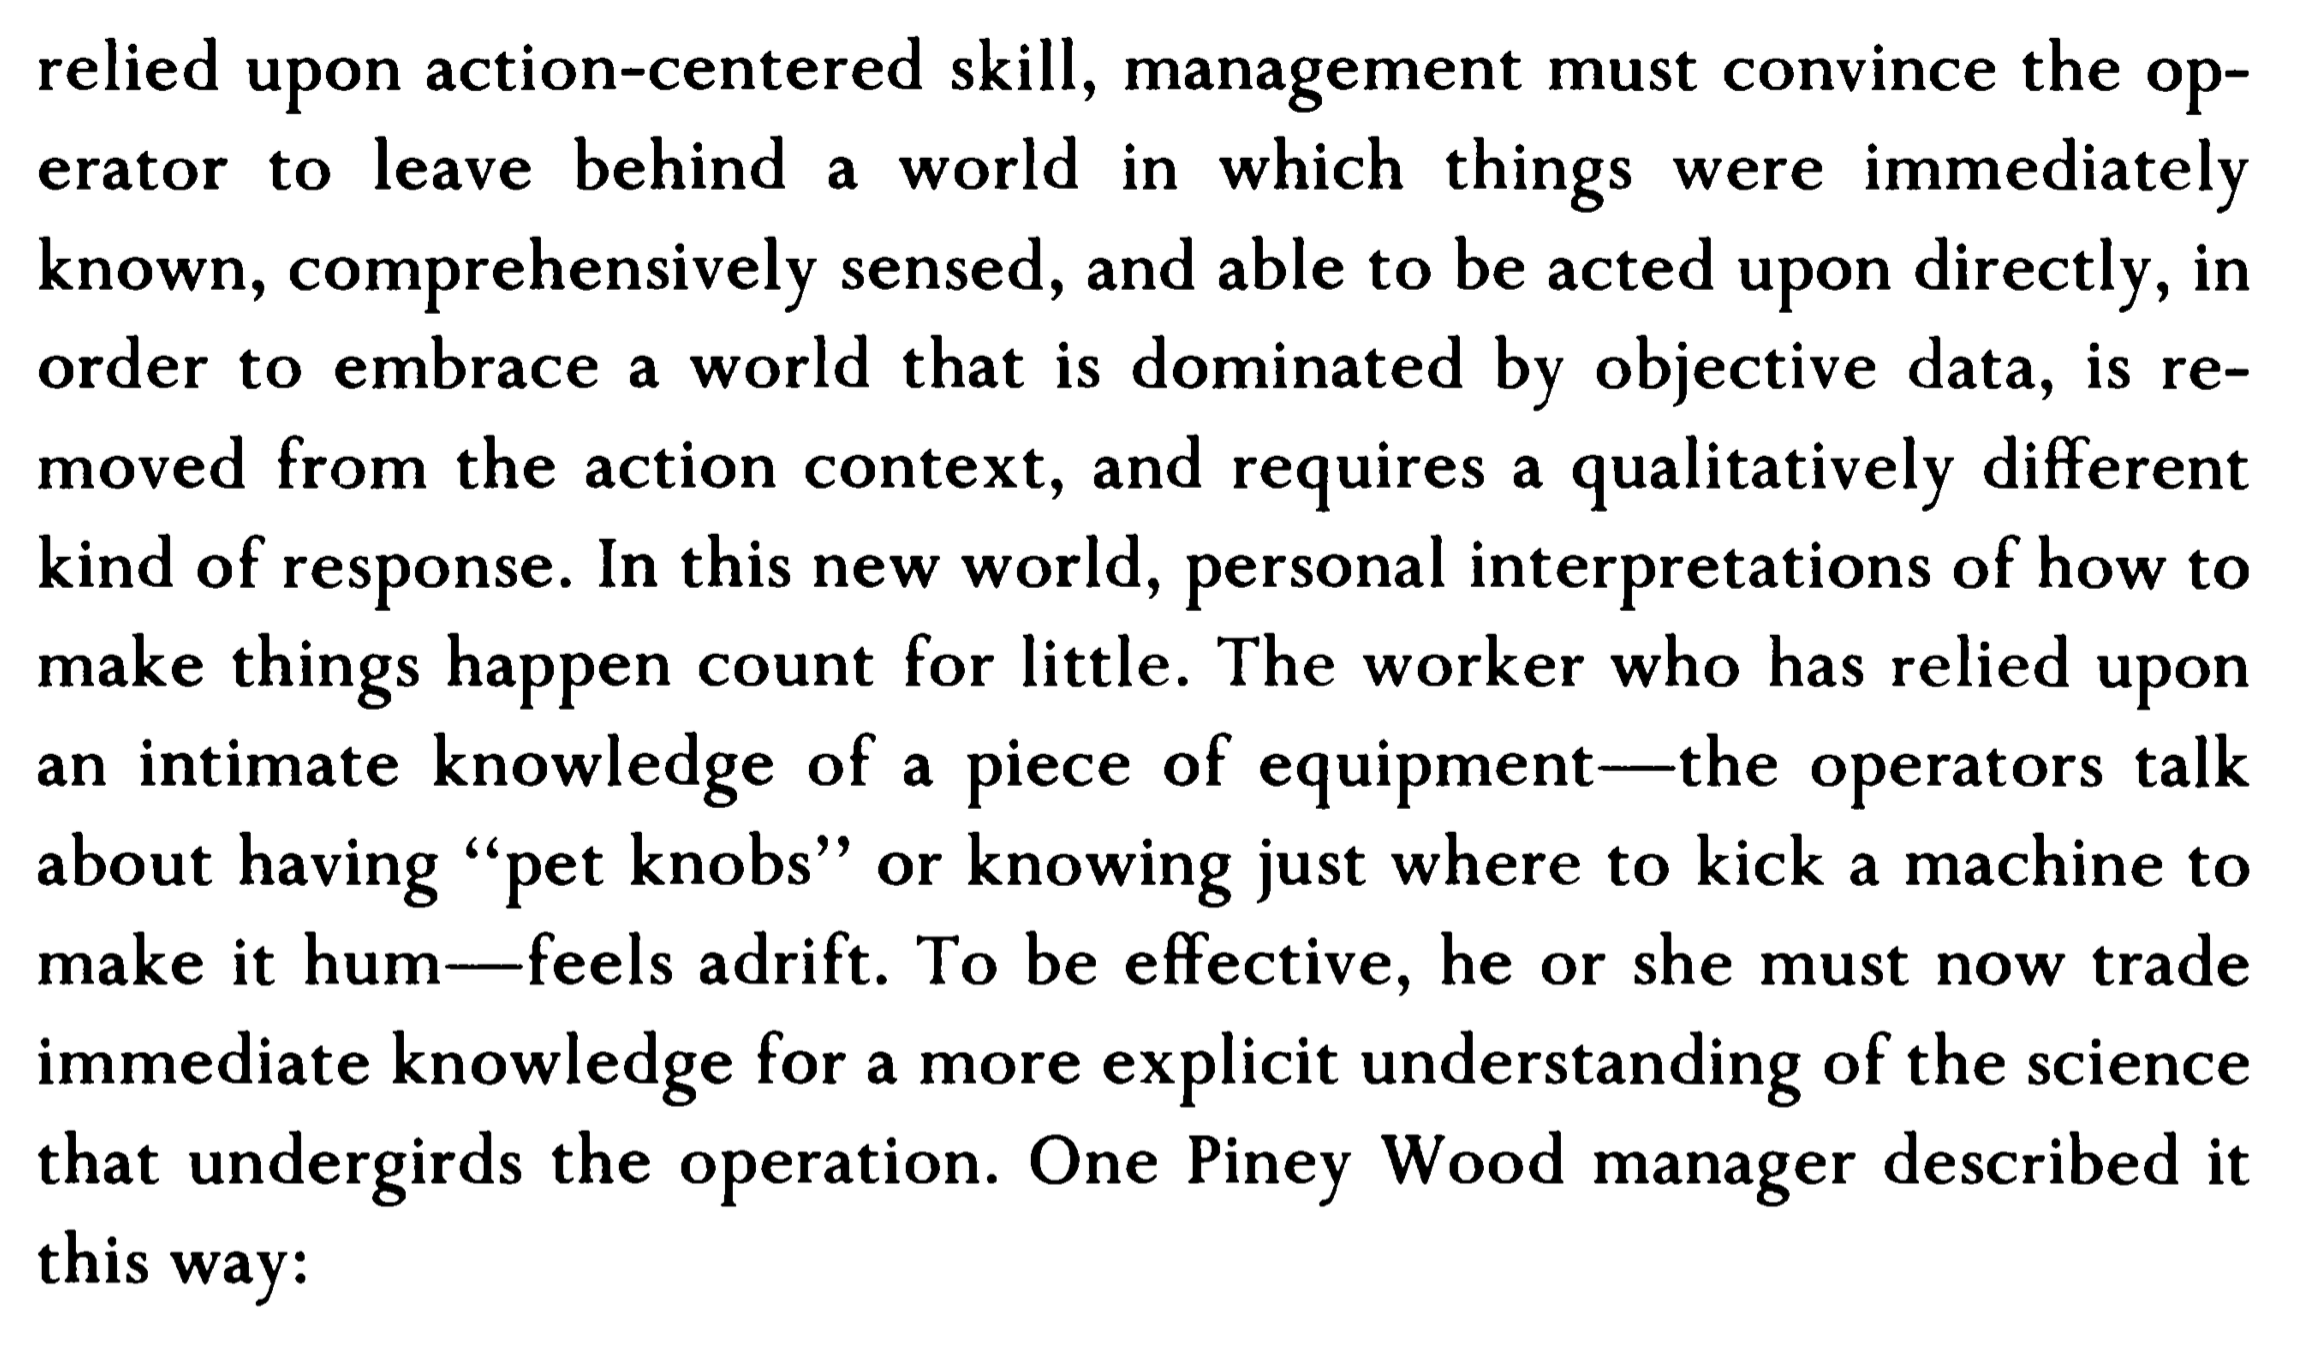 relied upon action-centered skill, management must convince the op-
erator to leave behind a world in which things were immediately
known, comprehensively sensed, and able to be acted upon directly, in
order to embrace a world that is dominated by objective data, is re-
moved from the action context, and requires a qualitatively different
kind of response. In this new world, personal interpretations of how to
make things happen count for little. The worker who has relied upon
an intimate knowledge of a piece of equipment—the operators talk
about having “pet knobs” or knowing just where to kick a machine to
make it hum—feels adrift. To be effective, he or she must now trade
immediate knowledge for a more explicit understanding of the science
that undergirds the operation. One Piney Wood manager described it
this way: